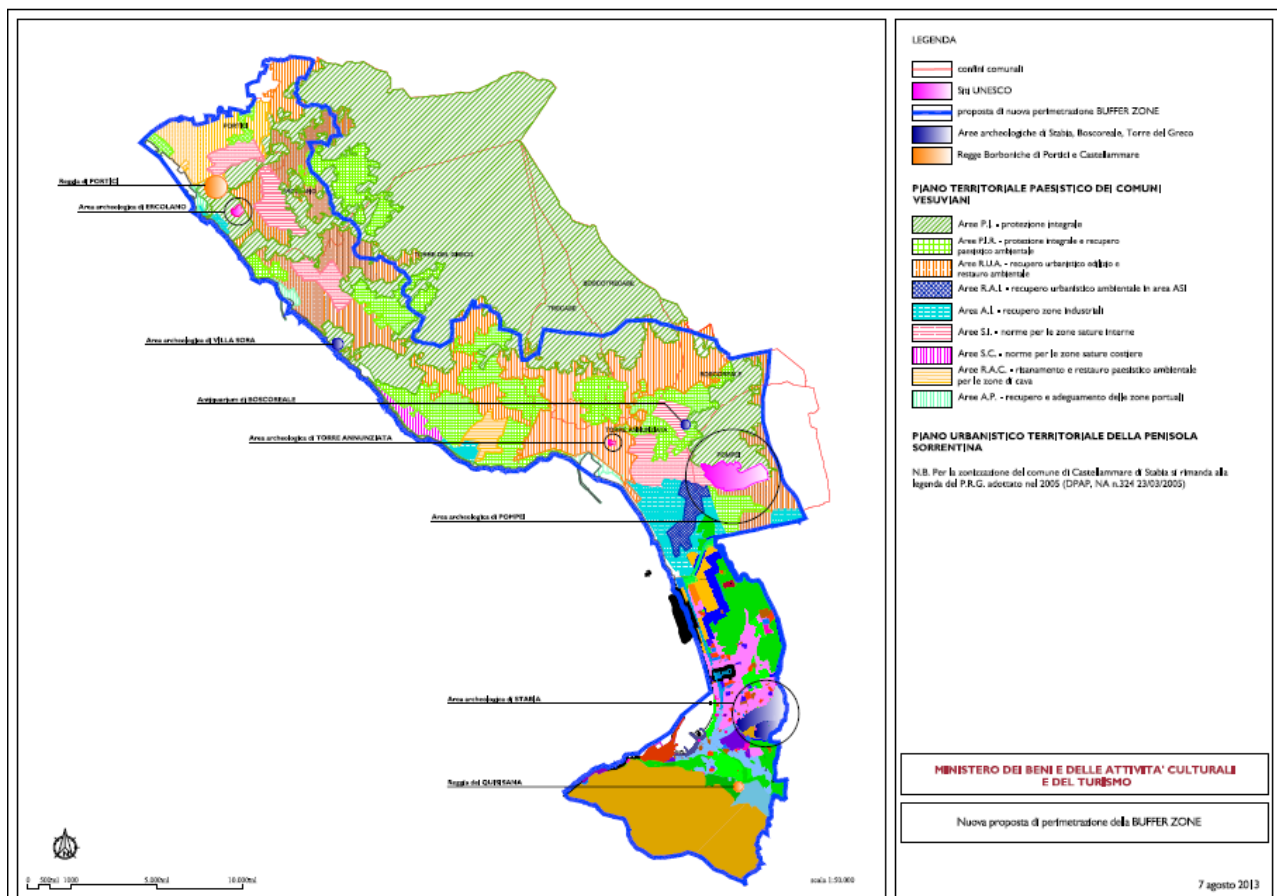 PORTICI
Reggia di PORTICI
Area archeologica di ERCOLANO
ERCOLANO
TORRE DEL GRECO
BOSCOTRECASE
TRECASE
Area archeologica di VILLA SORA
BOSCOREALE
Antiquarium di BOSCOREALE
TORRE ANNUNZIATA
Area archeologica di TORRE ANNUNZIATA
POMPEI
Area archeologica di POMPEI
Area archeologica di STABIA
Reggia del QUISISANA
0 500ml 1000 5.000ml 10.000ml
scala 1:50.000
LEGENDA
confini comunali
Siti UNESCO
proposta di nuova perimetrazione BUFFER ZONE
Aree archeologiche di Stabia, Boscoreale, Torre del Greco
Regge Borboniche di Portici e Castellammare
PIANO TERRITORIALE PAESISTICO DEI COMUNI
VESUVIANI
Aree P.I. - protezione integrale
Aree P.I.R. - protezione integrale e recupero
paesistico ambientale
Aree R.U.A. - recupero urbanistico edilizio e
restauro ambientale
Aree R.A.I. - recupero urbanistico ambientale in area ASI
Area A.I. - recupero zone industriali
Aree S.I. - norme per le zone sature interne
Aree S.C. - norme per le zone sature costiere
Aree R.A.C. - risanamento e restauro paesistico ambientale
per le zone di cava
Aree A.P. - recupero e adeguamento delle zone portuali
PIANO URBANISTICO TERRITORIALE DELLA PENISOLA
SORRENTINA
N.B. Per la zonizzazione del comune di Castellammare di Stabia si rimanda alla
legenda del P.R.G. adottato nel 2005 (DPAP, NA n.324 23/03/2005)
MINISTERO DEI BENI E DELLE ATTIVITA' CULTURALI
E DEL TURISMO
Nuova proposta di perimetrazione della BUFFER ZONE
7 agosto 2013